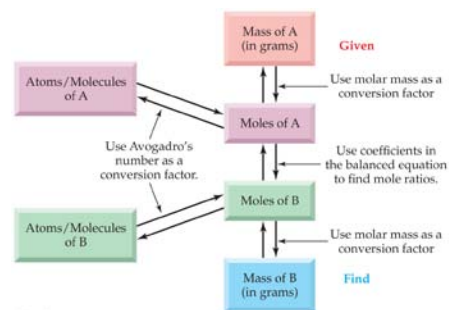 Mass of A
(in grams)
Given
Atoms/Molecules
of A
Use molar mass as a
conversion factor
Moles of A
Use Avogadro's
number as a
conversion factor.
Use coefficients in
the balanced equation
to find mole ratios.
Moles of B
Atoms/Molecules
of B
Use molar mass as a
conversion factor
Mass of B
(in grams)
Find